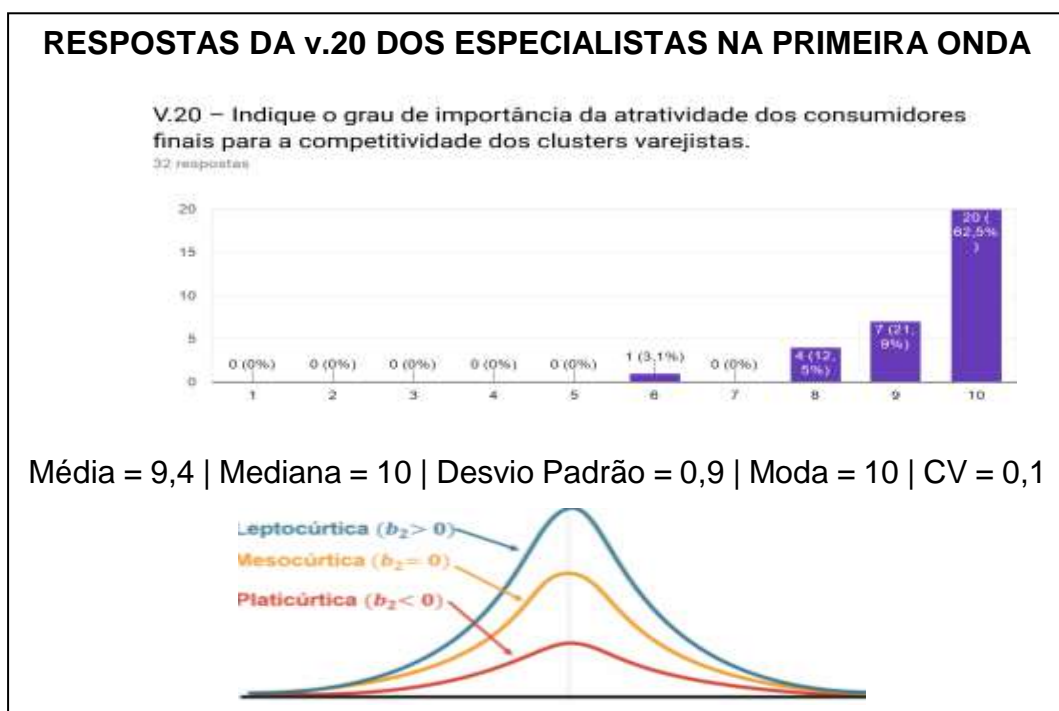 RESPOSTAS DA v.20 DOS ESPECIALISTAS NA PRIMEIRA ONDA
V.20 – Indique o grau de importância da atratividade dos consumidores
finais para a competitividade dos clusters varejistas.
32 respostas
20
15
10
5
0
0 (0%)
0 (0%)
0 (0%)
0 (0%)
0 (0%)
1 (3,1%)
0 (0%)
4 (12,
5%)
7 (21,
9%)
20 (
62,5%
)
1 2 3 4 5 6 7 8 9 10
Média = 9,4 | Mediana = 10 | Desvio Padrão = 0,9 | Moda = 10 | CV = 0,1
Leptocúrtica (b₂> 0)
Mesocúrtica (b₂= 0)
Platicúrtica (b₂< 0)